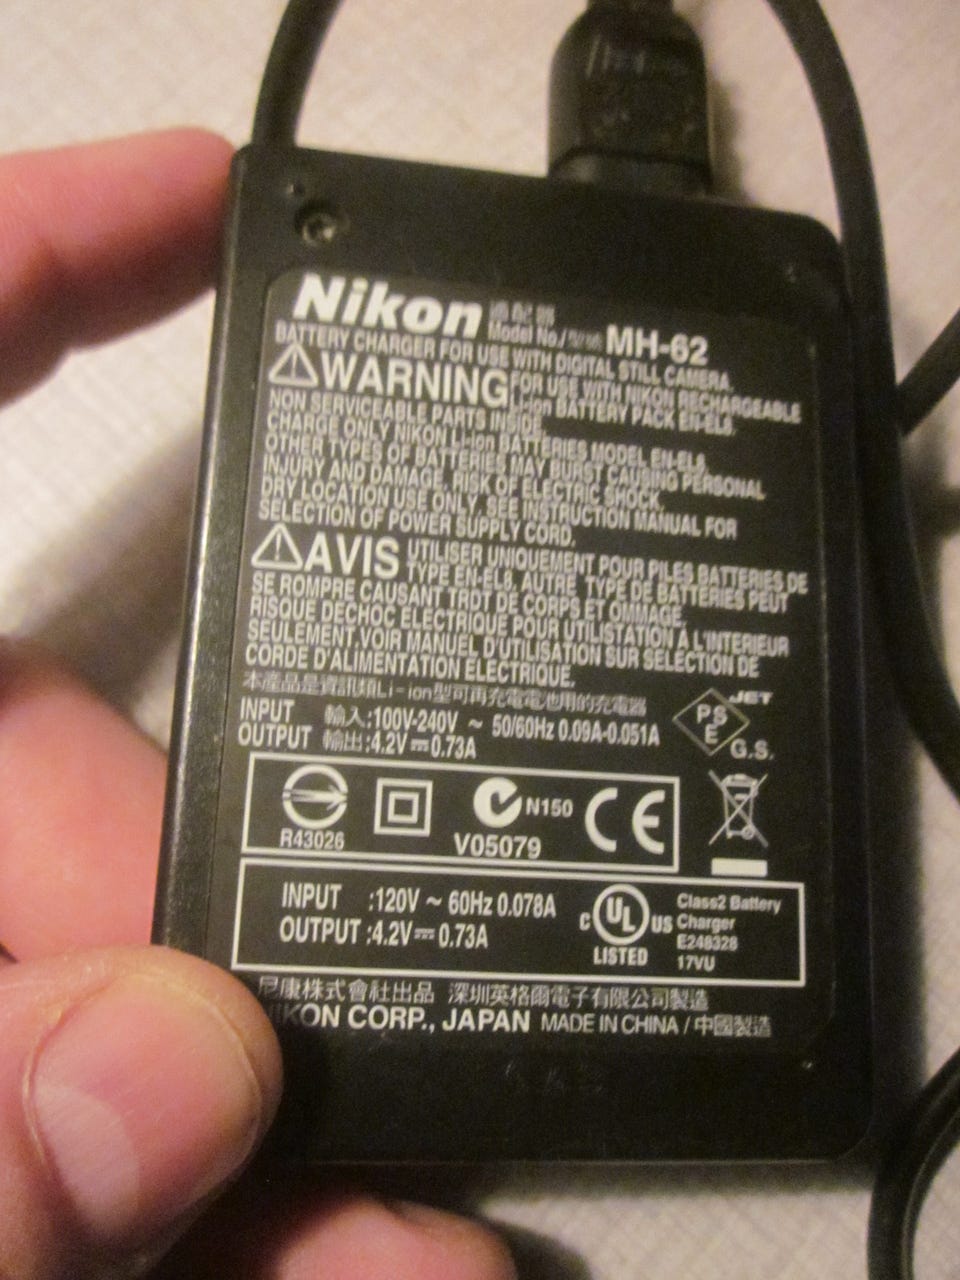 Nikon 適配器
Model No./型號 MH-62
BATTERY CHARGER FOR USE WITH DIGITAL STILL CAMERA.
⚠WARNING FOR USE WITH NIKON RECHARGEABLE
Li-ion BATTERY PACK EN-EL8.
NON SERVICEABLE PARTS INSIDE.
CHARGE ONLY NIKON Li-ion BATTERIES MODEL EN-EL8.
OTHER TYPES OF BATTERIES MAY BURST CAUSING PERSONAL
INJURY AND DAMAGE. RISK OF ELECTRIC SHOCK.
DRY LOCATION USE ONLY. SEE INSTRUCTION MANUAL FOR
SELECTION OF POWER SUPPLY CORD.
⚠AVIS UTILISER UNIQUEMENT POUR PILES BATTERIES DE
TYPE EN-EL8. AUTRE TYPE DE BATTERIES PEUT
SE ROMPRE CAUSANT TRDT DE CORPS ET OMMAGE.
RISQUE DECHOC ELECTRIQUE POUR UTILISTATION À L'INTERIEUR
SEULEMENT.VOIR MANUEL D'UTILISATION SUR SELECTION DE
CORDE D'ALIMENTATION ELECTRIQUE.
本產品是資訊類Li-ion型可再充電電池用的充電器
INPUT 輸入:100V-240V ~ 50/60Hz 0.09A-0.051A
OUTPUT 輸出:4.2V⎓0.73A
PS
E
JET
G.S.
R43026
N150
V05079
CE
INPUT :120V ~ 60Hz 0.078A
OUTPUT :4.2V⎓0.73A
C UL US
LISTED
Class2 Battery
Charger
E248328
17VU
尼康株式會社出品 深圳英格爾電子有限公司製造
NIKON CORP., JAPAN MADE IN CHINA / 中國製造